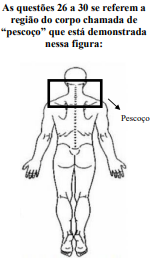 As questões 26 a 30 se referem a
região do corpo chamada de
“pescoço” que está demonstrada
nessa figura:
Pescoço